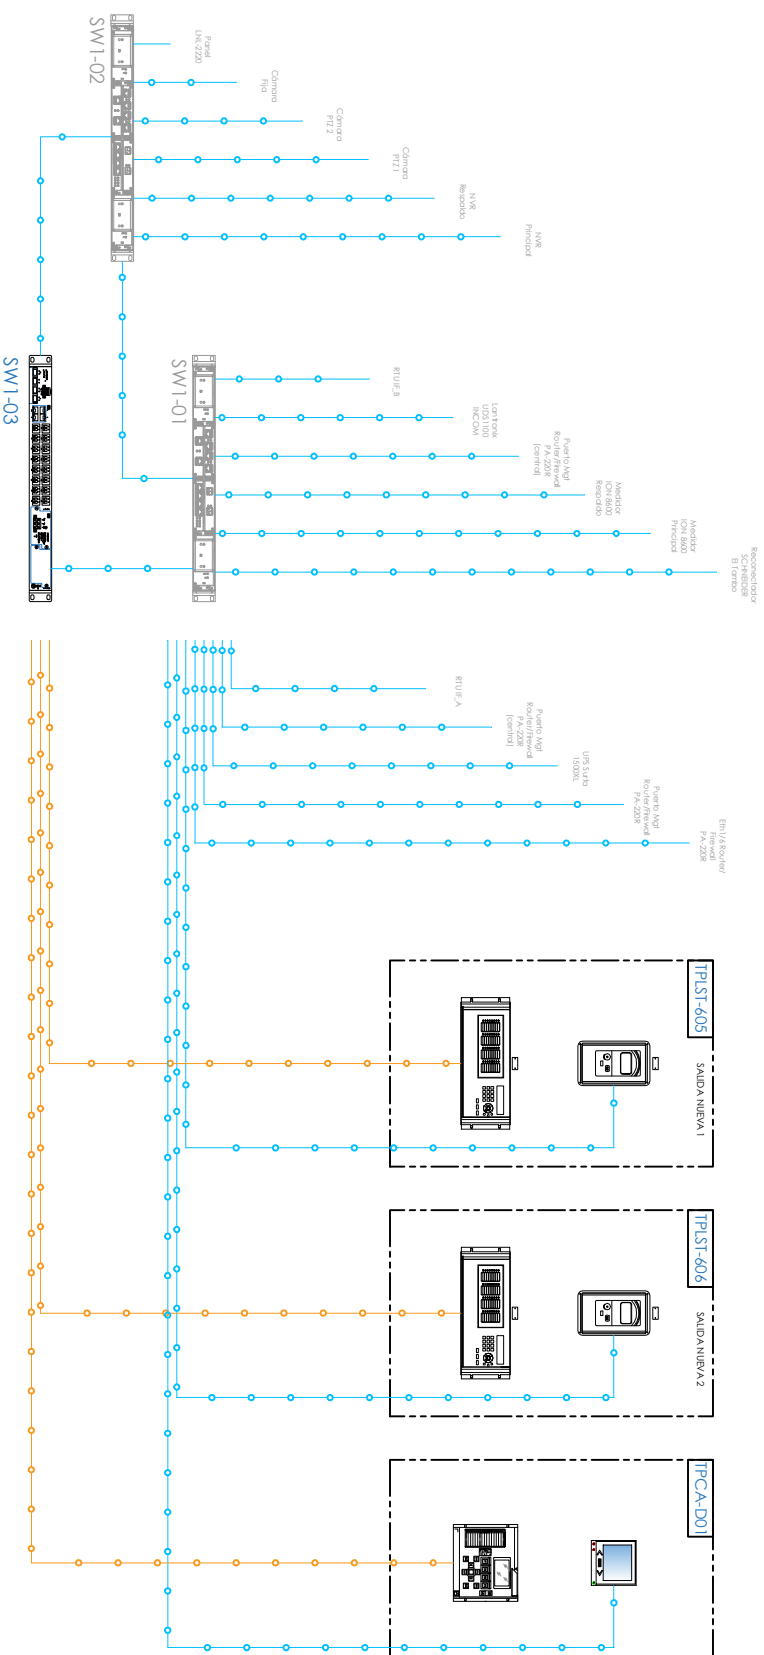 SW1-02
Panel
LNL-2220
Cámara
Fija
Cámara
PTZ 2
Cámara
PTZ 1
NVR
Respaldo
NVR
Principal
SW1-03
SW1-01
RTU IF_B
Lantronix
UDS1100
INCOM
Puerto Mgt
Router/Firewall
PA-220R
(central)
Medidor
ION 8600
Respaldo
Medidor
ION 8600
Principal
Reconectador
SCHNEIDER
El Tambo
RTU IF_A
Puerto Mgt
Router/Firewall
PA-220R
(central)
UPS Surta
1500XL
Puerto Mgt
Router/Firewall
PA-220R
Eth1/6 Router/
Firewall
PA-220R
TPLST-605
SALIDA NUEVA 1
TPLST-606
SALIDA NUEVA 2
TPCA-D01